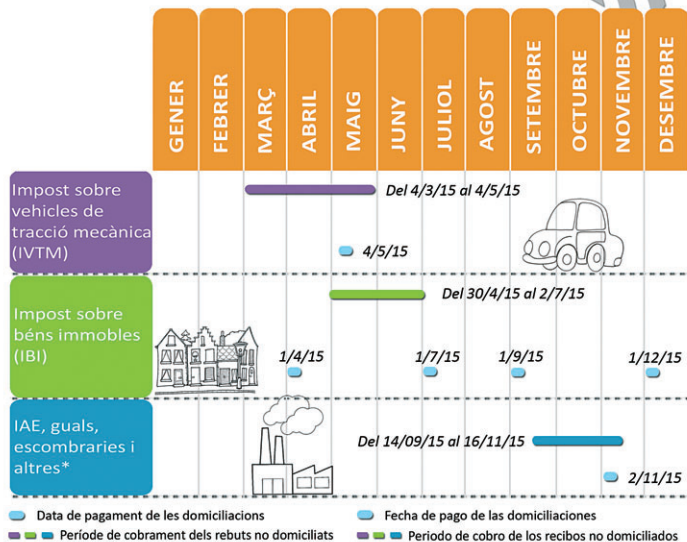 GENER
FEBRER
MARÇ
ABRIL
MAIG
JUNY
JULIOL
AGOST
SETEMBRE
OCTUBRE
NOVEMBRE
DESEMBRE
Impost sobre
vehicles de
tracció mecànica
(IVTM)
Del 4/3/15 al 4/5/15
4/5/15
Impost sobre
béns immobles
(IBI)
Del 30/4/15 al 2/7/15
1/4/15
1/7/15
1/9/15
1/12/15
IAE, guals,
escombraries i
altres*
Del 14/09/15 al 16/11/15
2/11/15
Data de pagament de les domiciliacions
Fecha de pago de las domiciliaciones
Període de cobrament dels rebuts no domiciliats
Periodo de cobro de los recibos no domiciliados